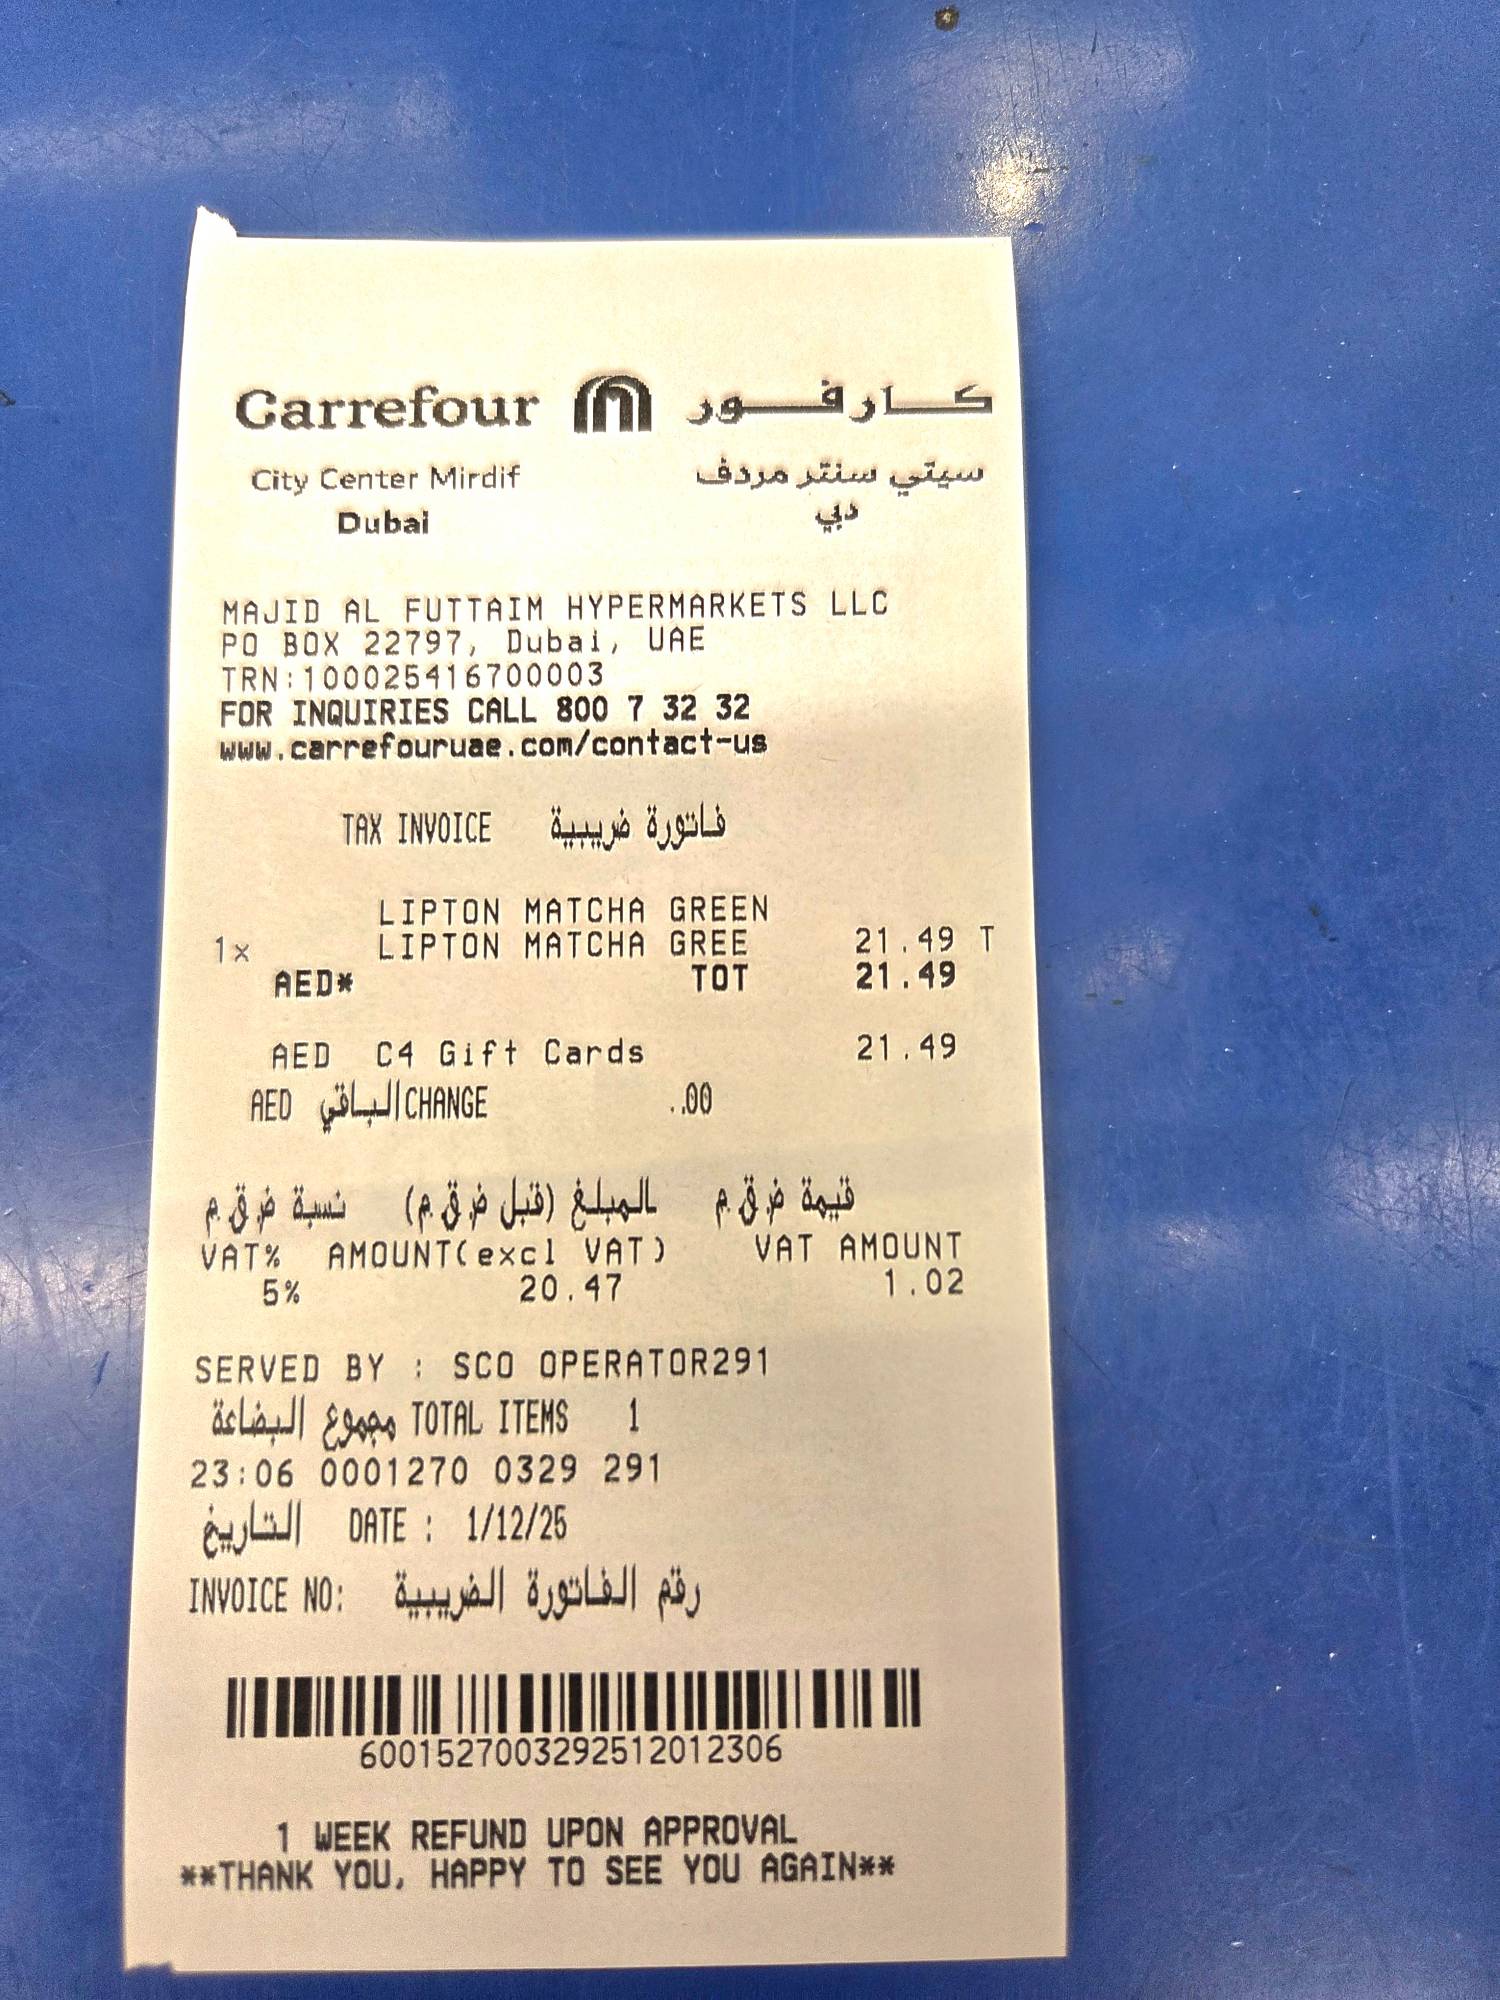 Carrefour كارفور
City Center Mirdif سيتي سنتر مردف
Dubai دبي
MAJID AL FUTTAIM HYPERMARKETS LLC
PO BOX 22797, Dubai, UAE
TRN:100025416700003
FOR INQUIRIES CALL 800 7 32 32
www.carrefouruae.com/contact-us
TAX INVOICE فاتورة ضريبية
LIPTON MATCHA GREEN
1x LIPTON MATCHA GREE 21.49 T
AED* TOT 21.49
AED C4 Gift Cards 21.49
AED الباقي CHANGE ..00
نسبة ض.ق.م المبلغ (قبل ض.ق.م) قيمة ض.ق.م
VAT% AMOUNT(excl VAT) VAT AMOUNT
5% 20.47 1.02
SERVED BY : SCO OPERATOR291
مجموع البضاعة TOTAL ITEMS 1
23:06 0001270 0329 291
التاريخ DATE : 1/12/25
INVOICE NO: رقم الفاتورة الضريبية
6001527003292512012306
1 WEEK REFUND UPON APPROVAL
**THANK YOU, HAPPY TO SEE YOU AGAIN**